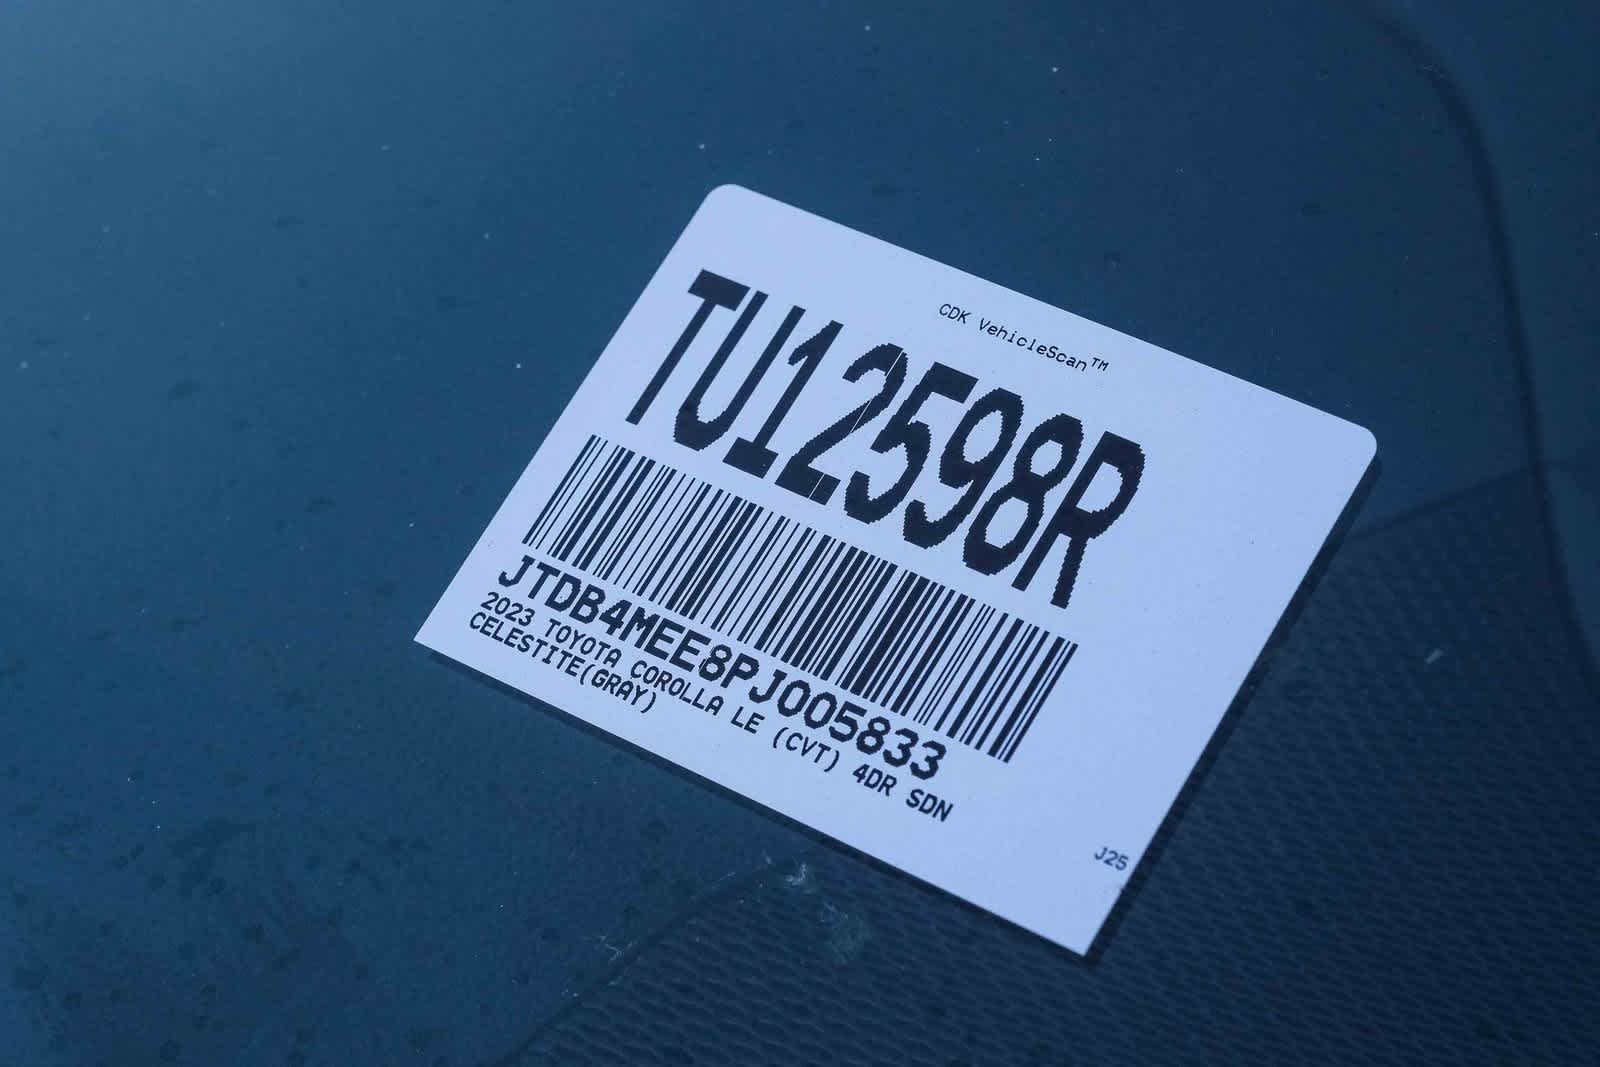 CDK VehicleScan™
TU12598R
JTDB4MEE8PJ005833
2023 TOYOTA COROLLA LE (CVT) 4DR SDN
CELESTITE(GRAY)
J25